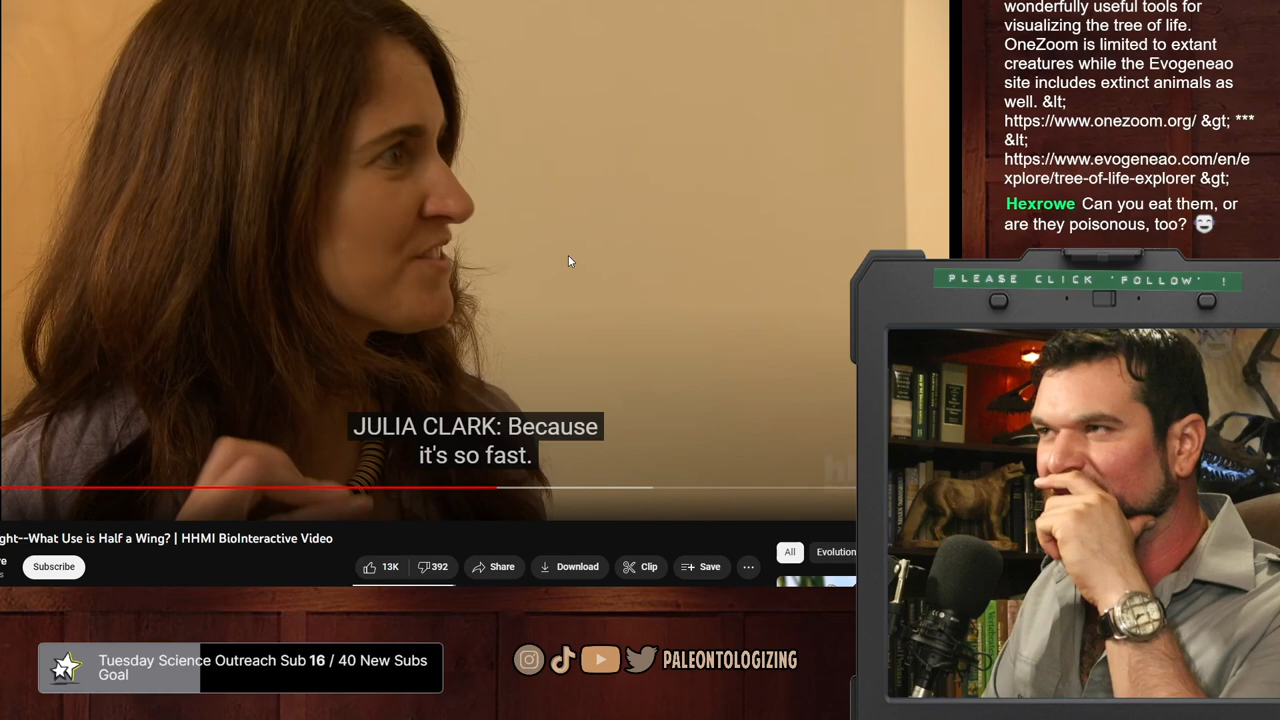 wonderfully useful tools for
visualizing the tree of life.
OneZoom is limited to extant
creatures while the Evogeneao
site includes extinct animals as
well. &lt;
https://www.onezoom.org/ &gt; ***
&lt;
https://www.evogeneao.com/en/e
xplore/tree-of-life-explorer &gt;
Hexrowe Can you eat them, or
are they poisonous, too?
PLEASE CLICK 'FOLLOW' !
JULIA CLARK: Because
it's so fast.
ght--What Use is Half a Wing? | HHMI BioInteractive Video
Subscribe
13K
392
Share
Download
Clip
Save
All
Evolution
Tuesday Science Outreach Sub 16 / 40 New Subs
Goal
PALEONTOLOGIZING